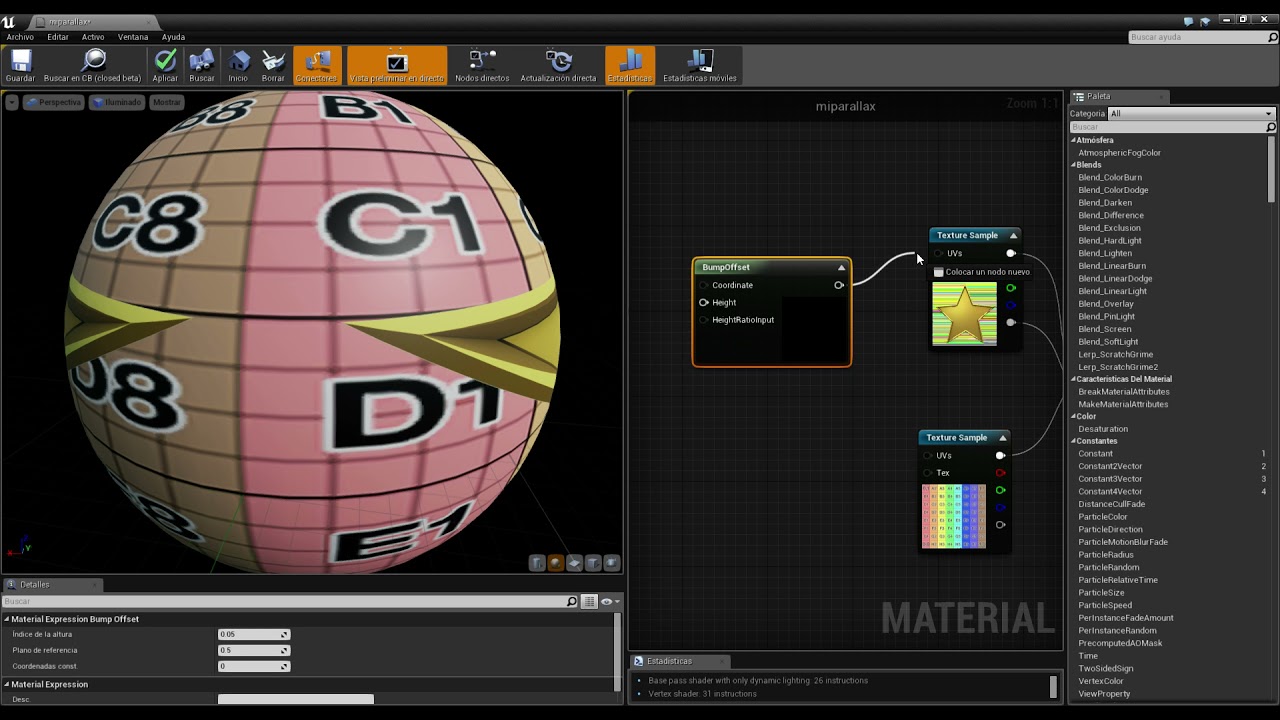 miparallax*
Archivo Editar Activo Ventana Ayuda
Buscar ayuda
Guardar
Buscar en CB (closed beta)
Aplicar
Buscar
Inicio
Borrar
Conectores
Vista preliminar en directo
Nodos directos
Actualización directa
Estadísticas
Estadísticas móviles
Perspectiva
Iluminado
Mostrar
B8 B1
C8 C1
D8 D1
E1
Y
miparallax
Zoom 1:1
BumpOffset
Coordinate
Height
HeightRatioInput
Texture Sample
UVs
Colocar un nodo nuevo
Texture Sample
UVs
Tex
MATERIAL
Paleta
Categoría All
Buscar
Atmósfera
AtmosphericFogColor
Blends
Blend_ColorBurn
Blend_ColorDodge
Blend_Darken
Blend_Difference
Blend_Exclusion
Blend_HardLight
Blend_Lighten
Blend_LinearBurn
Blend_LinearDodge
Blend_LinearLight
Blend_Overlay
Blend_PinLight
Blend_Screen
Blend_SoftLight
Lerp_ScratchGrime
Lerp_ScratchGrime2
Caracteristicas Del Material
BreakMaterialAttributes
MakeMaterialAttributes
Color
Desaturation
Constantes
Constant 1
Constant2Vector 2
Constant3Vector 3
Constant4Vector 4
DistanceCullFade
ParticleColor
ParticleDirection
ParticleMotionBlurFade
ParticleRadius
ParticleRandom
ParticleRelativeTime
ParticleSize
ParticleSpeed
PerInstanceFadeAmount
PerInstanceRandom
PrecomputedAOMask
Time
TwoSidedSign
VertexColor
ViewProperty
Detalles
Buscar
Material Expression Bump Offset
Índice de la altura 0.05
Plano de referencia 0.5
Coordenadas const. 0
Material Expression
Desc.
Estadísticas
Base pass shader with only dynamic lighting: 26 instructions
Vertex shader: 31 instructions